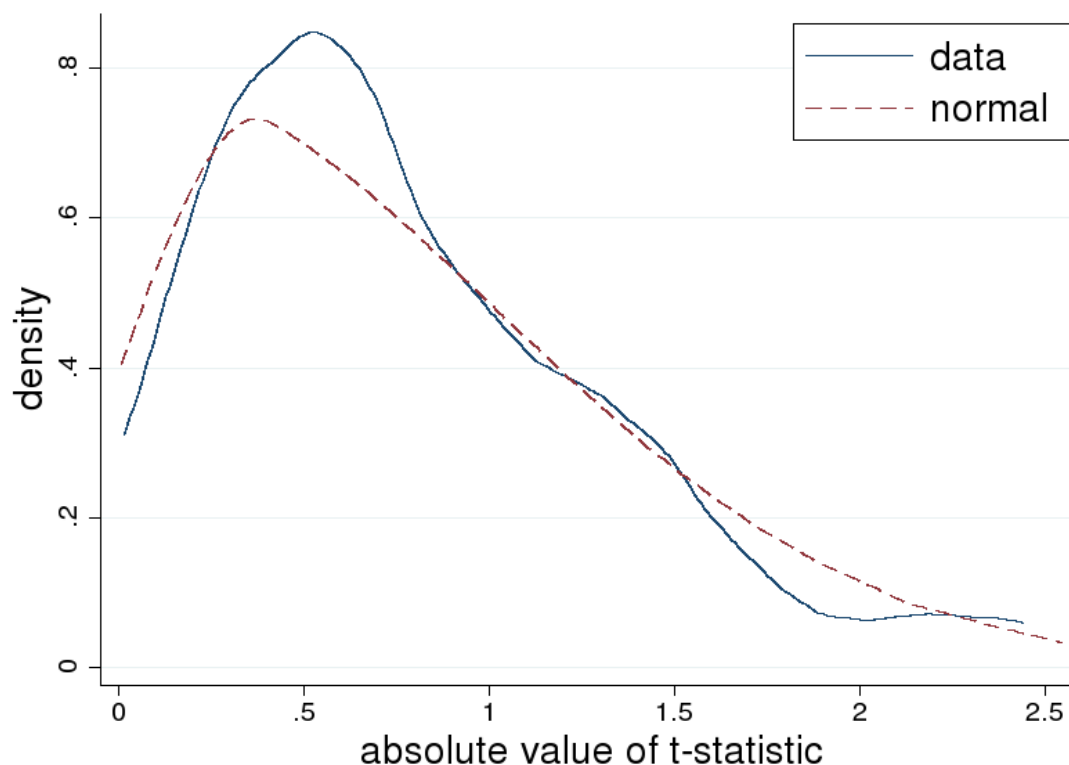 data
normal
density
.8
.6
.4
.2
0
0
.5
1
1.5
2
2.5
absolute value of t-statistic